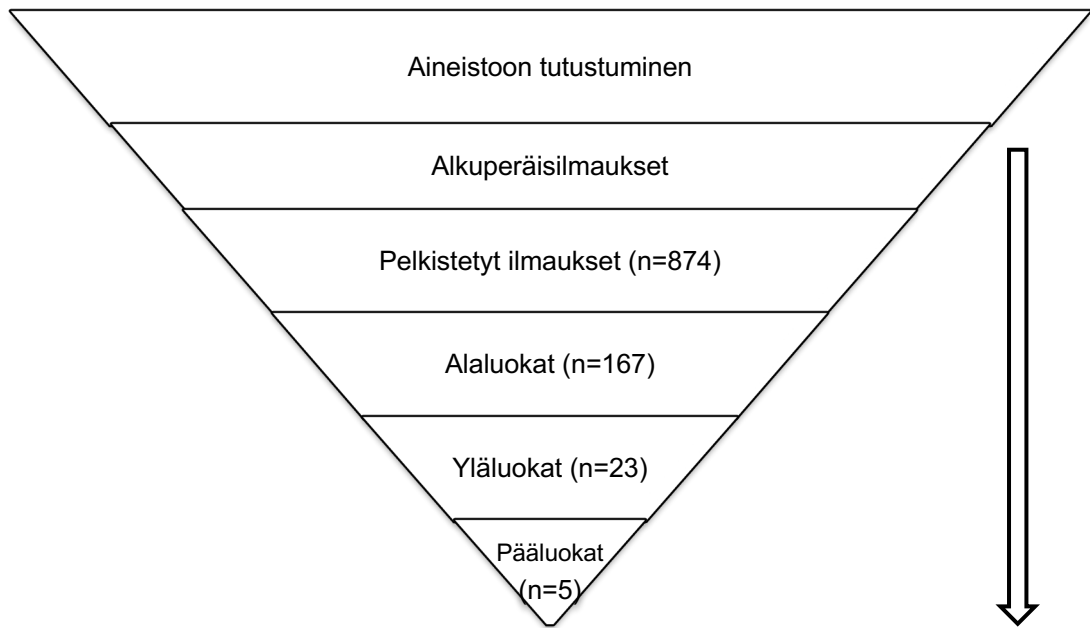 Aineistoon tutustuminen
Alkuperäisilmaukset
Pelkistetyt ilmaukset (n=874)
Alaluokat (n=167)
Yläluokat (n=23)
Pääluokat
(n=5)